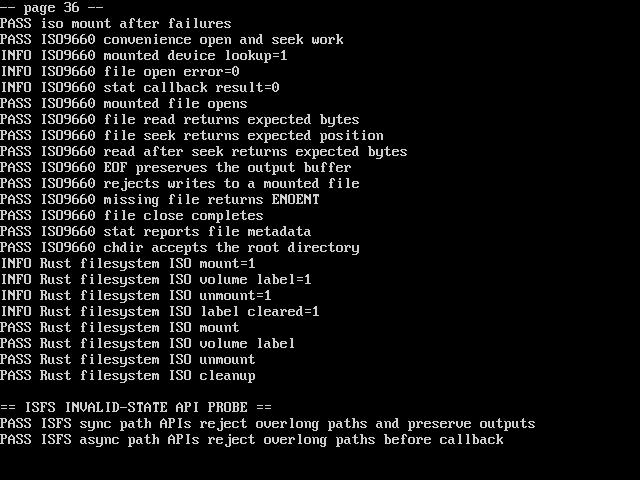 -- page 36 --
PASS iso mount after failures
PASS ISO9660 convenience open and seek work
INFO ISO9660 mounted device lookup=1
INFO ISO9660 file open error=0
INFO ISO9660 stat callback result=0
PASS ISO9660 mounted file opens
PASS ISO9660 file read returns expected bytes
PASS ISO9660 file seek returns expected position
PASS ISO9660 read after seek returns expected bytes
PASS ISO9660 EOF preserves the output buffer
PASS ISO9660 rejects writes to a mounted file
PASS ISO9660 missing file returns ENOENT
PASS ISO9660 file close completes
PASS ISO9660 stat reports file metadata
PASS ISO9660 chdir accepts the root directory
INFO Rust filesystem ISO mount=1
INFO Rust filesystem ISO volume label=1
INFO Rust filesystem ISO unmount=1
INFO Rust filesystem ISO label cleared=1
PASS Rust filesystem ISO mount
PASS Rust filesystem ISO volume label
PASS Rust filesystem ISO unmount
PASS Rust filesystem ISO cleanup

== ISFS INVALID-STATE API PROBE ==
PASS ISFS sync path APIs reject overlong paths and preserve outputs
PASS ISFS async path APIs reject overlong paths before callback